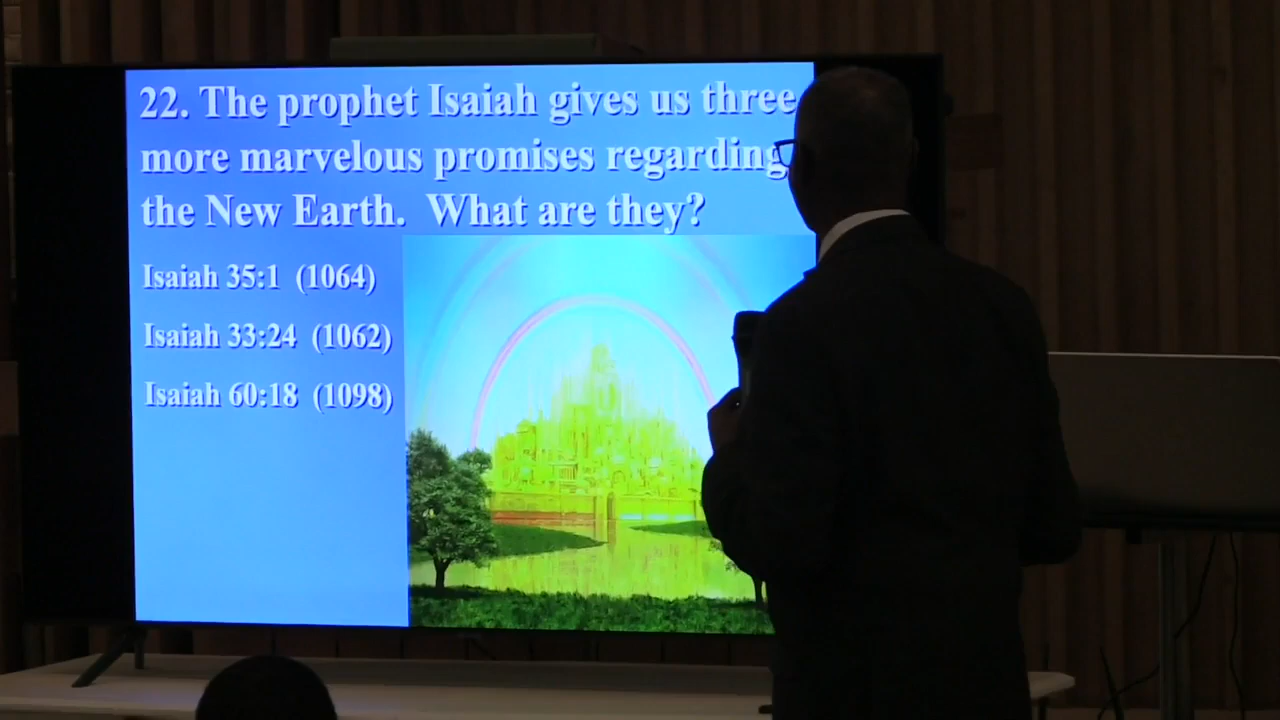 22. The prophet Isaiah gives us three
more marvelous promises regarding
the New Earth. What are they?
Isaiah 35:1 (1064)
Isaiah 33:24 (1062)
Isaiah 60:18 (1098)